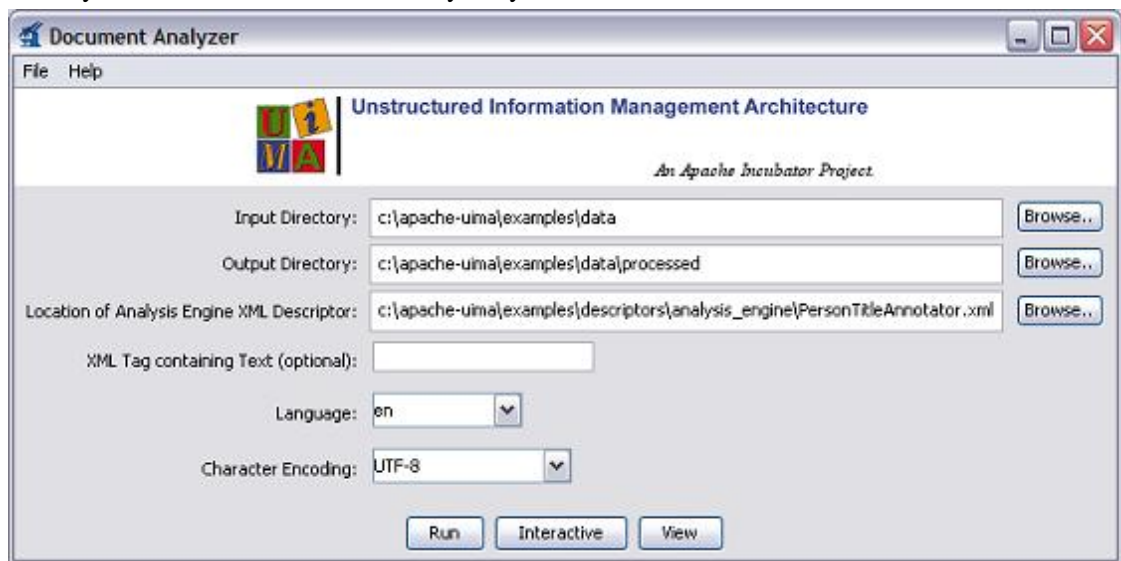 Document Analyzer
File Help
UiMA
Unstructured Information Management Architecture
An Apache Incubator Project
Input Directory: c:\apache-uima\examples\data Browse..
Output Directory: c:\apache-uima\examples\data\processed Browse..
Location of Analysis Engine XML Descriptor: c:\apache-uima\examples\descriptors\analysis_engine\PersonTitleAnnotator.xml Browse..
XML Tag containing Text (optional):
Language: en
Character Encoding: UTF-8
Run Interactive View